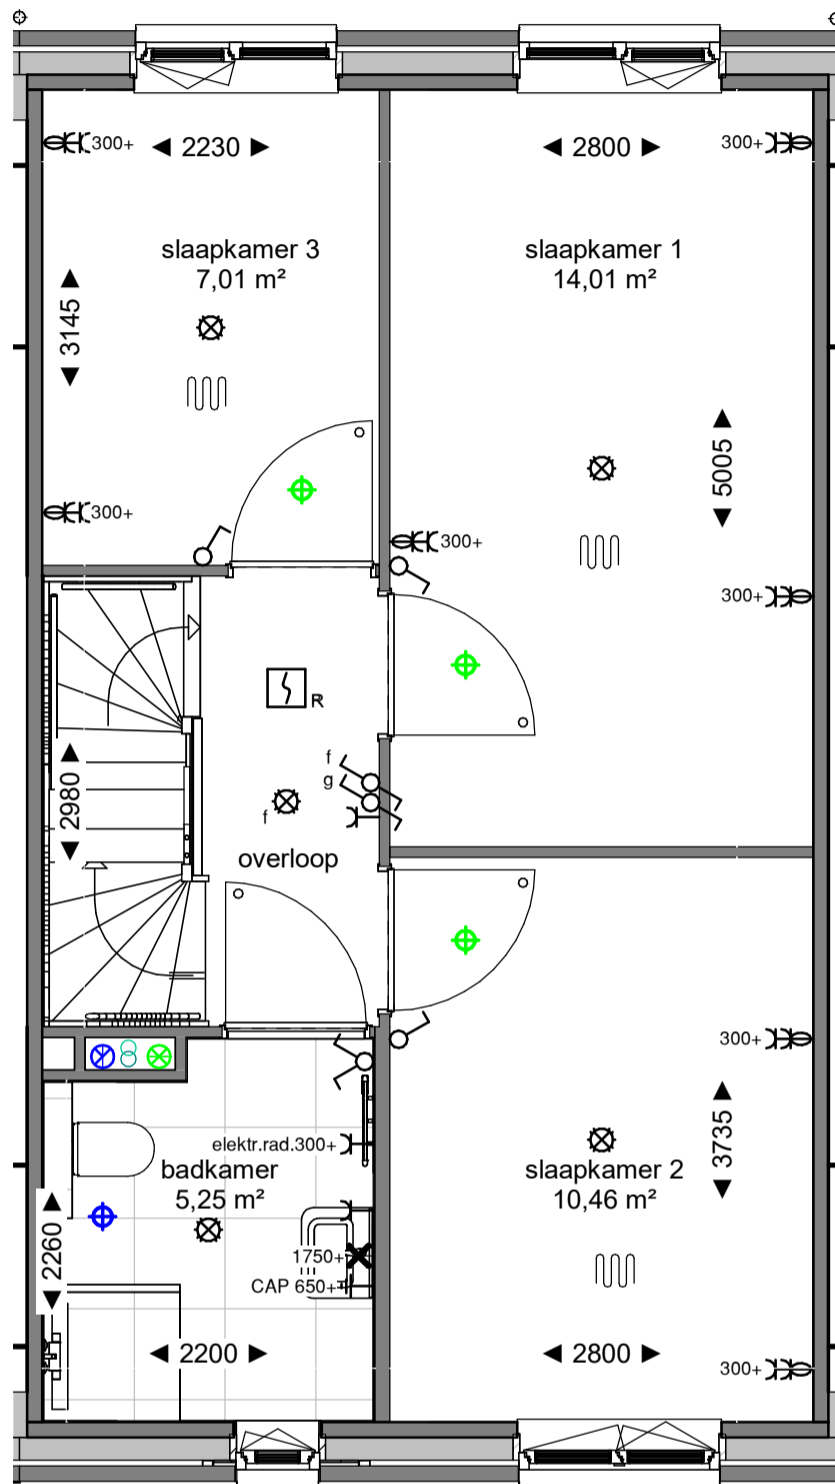 300+
2230
2800
300+
slaapkamer 3
7,01 m²
slaapkamer 1
14,01 m²
3145
5005
300+
300+
300+
R
f
g
f
2980
overloop
300+
elektr.rad.300+
badkamer
5,25 m²
slaapkamer 2
10,46 m²
3735
2260
1750+
CAP 650+
2200
2800
300+